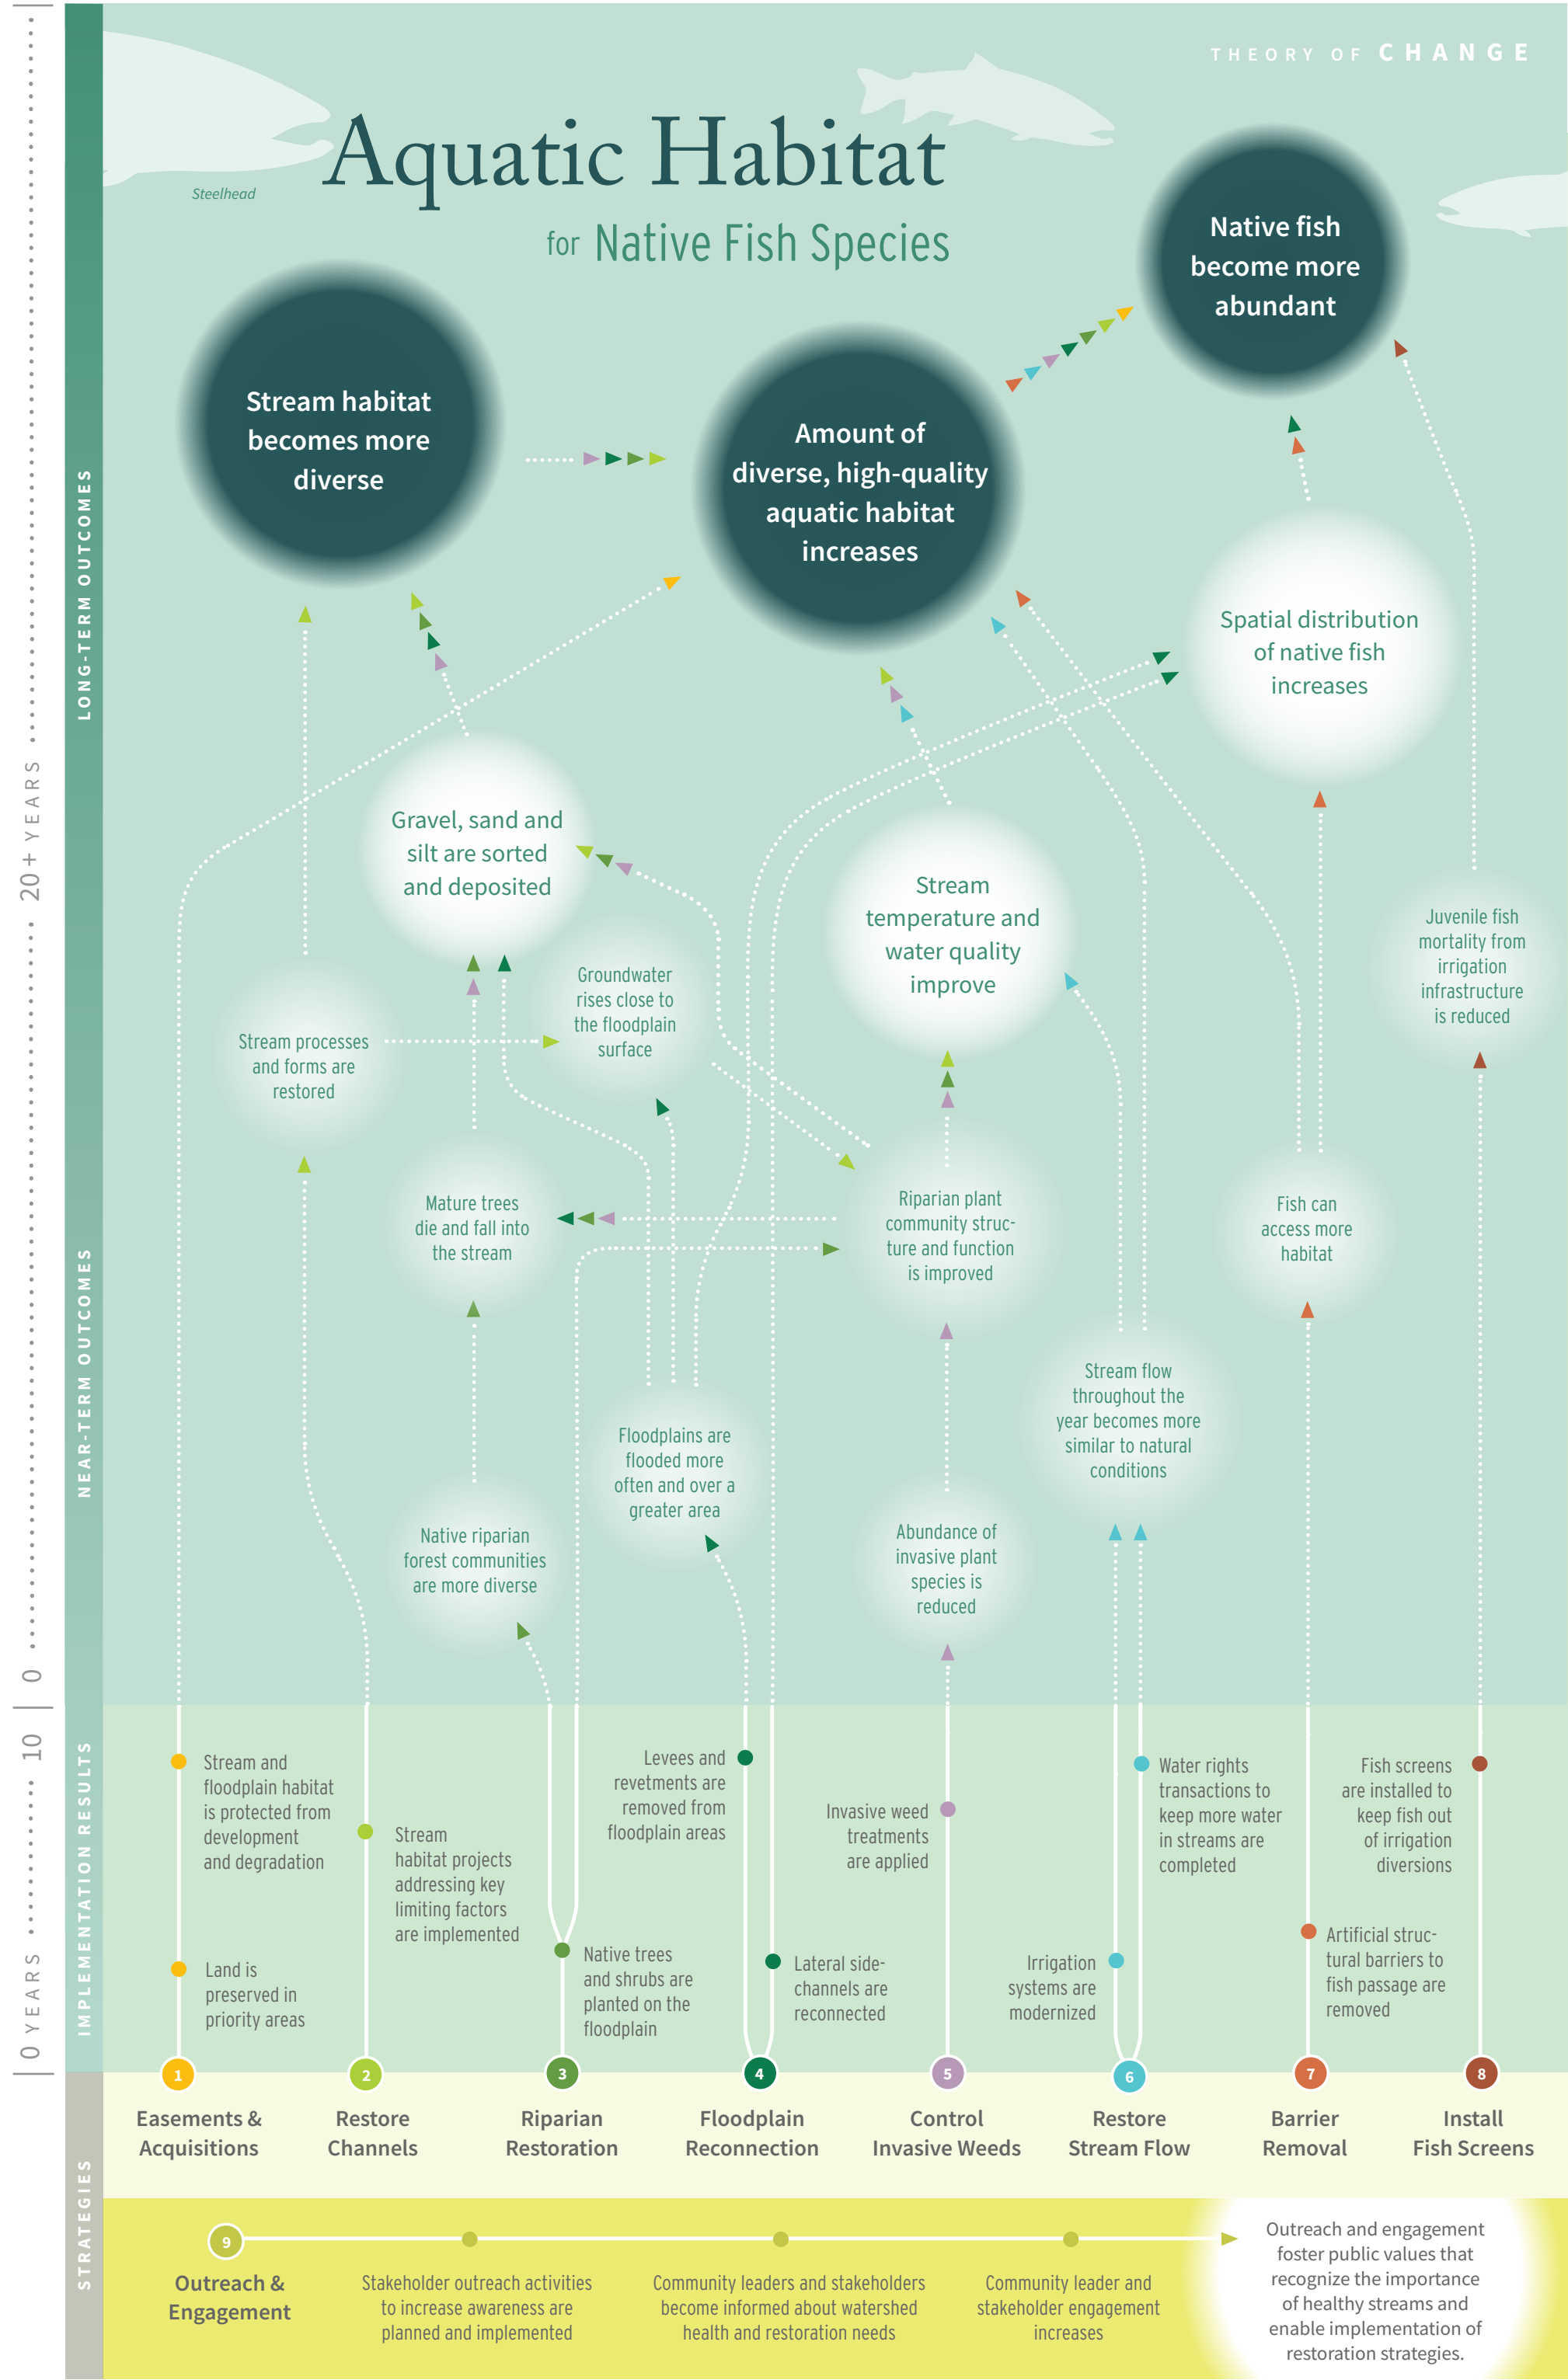 THEORY OF CHANGE
Aquatic Habitat
for Native Fish Species
Steelhead
Native fish
become more
abundant
Stream habitat
becomes more
diverse
Amount of
diverse, high-quality
aquatic habitat
increases
Spatial distribution
of native fish
increases
Gravel, sand and
silt are sorted
and deposited
Stream
temperature and
water quality
improve
Juvenile fish
mortality from
irrigation
infrastructure
is reduced
Groundwater
rises close to
the floodplain
surface
Stream processes
and forms are
restored
Mature trees
die and fall into
the stream
Riparian plant
community struc-
ture and function
is improved
Fish can
access more
habitat
Stream flow
throughout the
year becomes more
similar to natural
conditions
Floodplains are
flooded more
often and over a
greater area
Native riparian
forest communities
are more diverse
Abundance of
invasive plant
species is
reduced
LONG-TERM OUTCOMES
NEAR-TERM OUTCOMES
IMPLEMENTATION RESULTS
STRATEGIES
20+ YEARS
0
10
0 YEARS
Stream and
floodplain habitat
is protected from
development
and degradation
Land is
preserved in
priority areas
Stream
habitat projects
addressing key
limiting factors
are implemented
Native trees
and shrubs are
planted on the
floodplain
Levees and
revetments are
removed from
floodplain areas
Lateral side-
channels are
reconnected
Invasive weed
treatments
are applied
Irrigation
systems are
modernized
Water rights
transactions to
keep more water
in streams are
completed
Artificial struc-
tural barriers to
fish passage are
removed
Fish screens
are installed to
keep fish out
of irrigation
diversions
1
Easements &
Acquisitions
2
Restore
Channels
3
Riparian
Restoration
4
Floodplain
Reconnection
5
Control
Invasive Weeds
6
Restore
Stream Flow
7
Barrier
Removal
8
Install
Fish Screens
9
Outreach &
Engagement
Stakeholder outreach activities
to increase awareness are
planned and implemented
Community leaders and stakeholders
become informed about watershed
health and restoration needs
Community leader and
stakeholder engagement
increases
Outreach and engagement
foster public values that
recognize the importance
of healthy streams and
enable implementation of
restoration strategies.